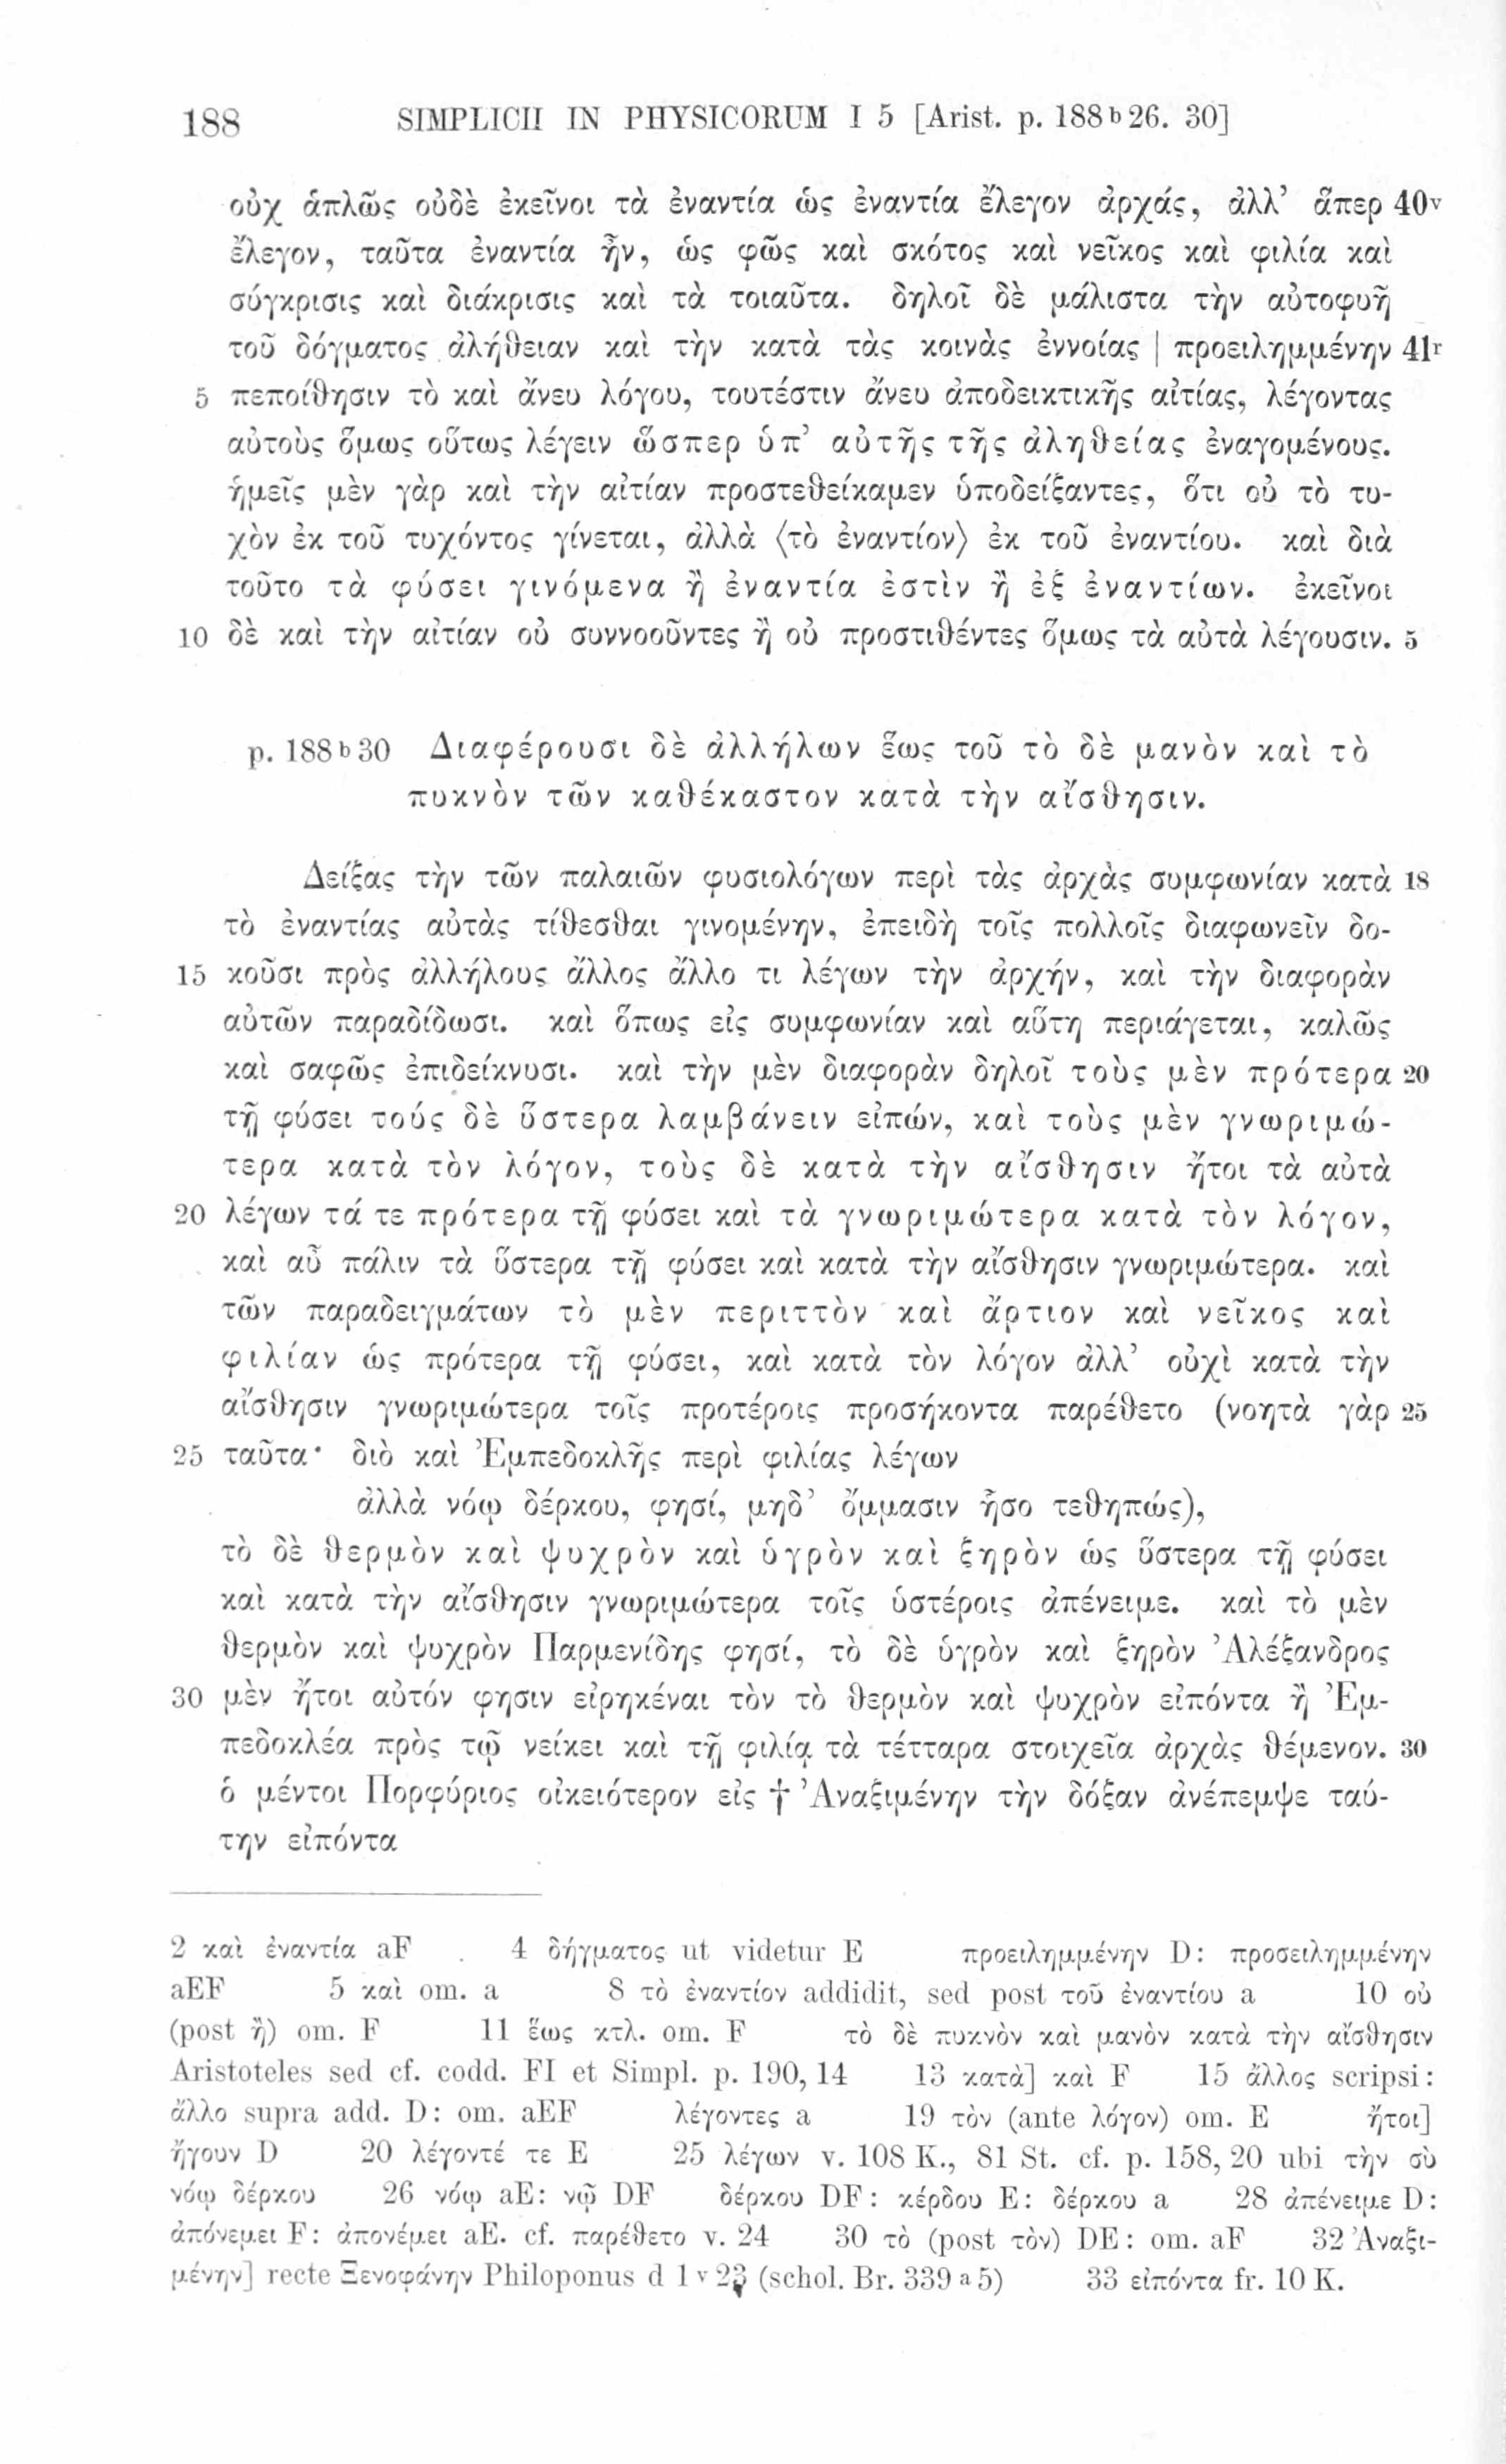 188 SIMPLICII IN PHYSICORUM I 5 [Arist. p. 188 b 26. 30]
οὐχ ἁπλῶς οὐδὲ ἐκεῖνοι τὰ ἐναντία ὡς ἐναντία ἔλεγον ἀρχάς, ἀλλ’ ἅπερ 40v
ἔλεγον, ταῦτα ἐναντία ἦν, ὡς φῶς καὶ σκότος καὶ νεῖκος καὶ φιλία καὶ
σύγκρισις καὶ διάκρισις καὶ τὰ τοιαῦτα. δηλοῖ δὲ μάλιστα τὴν αὐτοφυῆ
τοῦ δόγματος ἀλήθειαν καὶ τὴν κατὰ τὰς κοινὰς ἐννοίας | προειλημμένην 41r
5 πεποίθησιν τὸ καὶ ἄνευ λόγου, τουτέστιν ἄνευ ἀποδεικτικῆς αἰτίας, λέγοντας
αὐτοὺς ὅμως οὕτως λέγειν ὥσπερ ὑπ’ αὐτῆς τῆς ἀληθείας ἐναγομένους.
ἡμεῖς μὲν γὰρ καὶ τὴν αἰτίαν προστεθείκαμεν ὑποδείξαντες, ὅτι οὐ τὸ τυ-
χὸν ἐκ τοῦ τυχόντος γίνεται, ἀλλὰ ⟨τὸ ἐναντίον⟩ ἐκ τοῦ ἐναντίου. καὶ διὰ
τοῦτο τὰ φύσει γινόμενα ἢ ἐναντία ἐστὶν ἢ ἐξ ἐναντίων. ἐκεῖνοι
10 δὲ καὶ τὴν αἰτίαν οὐ συννοοῦντες ἢ οὐ προστιθέντες ὅμως τὰ αὐτὰ λέγουσιν. 5
p. 188 b 30 Διαφέρουσι δὲ ἀλλήλων ἕως τοῦ τὸ δὲ μανὸν καὶ τὸ
πυκνὸν τῶν καθέκαστον κατὰ τὴν αἴσθησιν.
Δείξας τὴν τῶν παλαιῶν φυσιολόγων περὶ τὰς ἀρχὰς συμφωνίαν κατὰ 18
τὸ ἐναντίας αὐτὰς τίθεσθαι γινομένην, ἐπειδὴ τοῖς πολλοῖς διαφωνεῖν δο-
15 κοῦσι πρὸς ἀλλήλους ἄλλος ἄλλο τι λέγων τὴν ἀρχήν, καὶ τὴν διαφορὰν
αὐτῶν παραδίδωσι. καὶ ὅπως εἰς συμφωνίαν καὶ αὕτη περιάγεται, καλῶς
καὶ σαφῶς ἐπιδείκνυσι. καὶ τὴν μὲν διαφορὰν δηλοῖ τοὺς μὲν πρότερα 20
τῇ φύσει τούς δὲ ὕστερα λαμβάνειν εἰπών, καὶ τοὺς μὲν γνωριμώ-
τερα κατὰ τὸν λόγον, τοὺς δὲ κατὰ τὴν αἴσθησιν ἤτοι τὰ αὐτὰ
20 λέγων τά τε πρότερα τῇ φύσει καὶ τὰ γνωριμώτερα κατὰ τὸν λόγον,
καὶ αὖ πάλιν τὰ ὕστερα τῇ φύσει καὶ κατὰ τὴν αἴσθησιν γνωριμώτερα. καὶ
τῶν παραδειγμάτων τὸ μὲν περιττὸν καὶ ἄρτιον καὶ νεῖκος καὶ
φιλίαν ὡς πρότερα τῇ φύσει, καὶ κατὰ τὸν λόγον ἀλλ’ οὐχὶ κατὰ τὴν
αἴσθησιν γνωριμώτερα τοῖς προτέροις προσήκοντα παρέθετο (νοητὰ γὰρ 25
25 ταῦτα· διὸ καὶ Ἐμπεδοκλῆς περὶ φιλίας λέγων
ἀλλὰ νόῳ δέρκου, φησί, μηδ’ ὄμμασιν ἧσο τεθηπώς),
τὸ δὲ θερμὸν καὶ ψυχρὸν καὶ ὑγρὸν καὶ ξηρὸν ὡς ὕστερα τῇ φύσει
καὶ κατὰ τὴν αἴσθησιν γνωριμώτερα τοῖς ὑστέροις ἀπένειμε. καὶ τὸ μὲν
θερμὸν καὶ ψυχρὸν Παρμενίδης φησί, τὸ δὲ ὑγρὸν καὶ ξηρὸν Ἀλέξανδρος
30 μὲν ἤτοι αὐτόν φησιν εἰρηκέναι τὸν τὸ θερμὸν καὶ ψυχρὸν εἰπόντα ἢ Ἐμ-
πεδοκλέα πρὸς τῷ νείκει καὶ τῇ φιλίᾳ τὰ τέτταρα στοιχεῖα ἀρχὰς θέμενον. 30
ὁ μέντοι Πορφύριος οἰκειότερον εἰς † Ἀναξιμένην τὴν δόξαν ἀνέπεμψε ταύ-
την εἰπόντα
2 καὶ ἐναντία aF 4 δήγματος ut videtur E προειλημμένην D: προσειλημμένην
aEF 5 καὶ om. a 8 τὸ ἐναντίον addidit, sed post τοῦ ἐναντίου a 10 οὐ
(post ἢ) om. F 11 ἕως κτλ. om. F τὸ δὲ πυκνὸν καὶ μανὸν κατὰ τὴν αἴσθησιν
Aristoteles sed cf. codd. FI et Simpl. p. 190, 14 13 κατὰ] καὶ F 15 ἄλλος scripsi:
ἄλλο supra add. D: om. aEF λέγοντες a 19 τὸν (ante λόγον) om. E ἤτοι]
ἤγουν D 20 λέγοντέ τε E 25 λέγων v. 108 K., 81 St. cf. p. 158, 20 ubi τὴν σὺ
νόῳ δέρκου 26 νόῳ aE: νῷ DF δέρκου DF: κέρδου E: δέρκου a 28 ἀπένειμε D:
ἀπόνεμει F: ἀπονέμει aE. cf. παρέθετο v. 24 30 τὸ (post τὸν) DE: om. aF 32 Ἀναξι-
μένην] recte Ξενοφάνην Philoponus d 1 v 23 (schol. Br. 339 a 5) 33 εἰπόντα fr. 10 K.